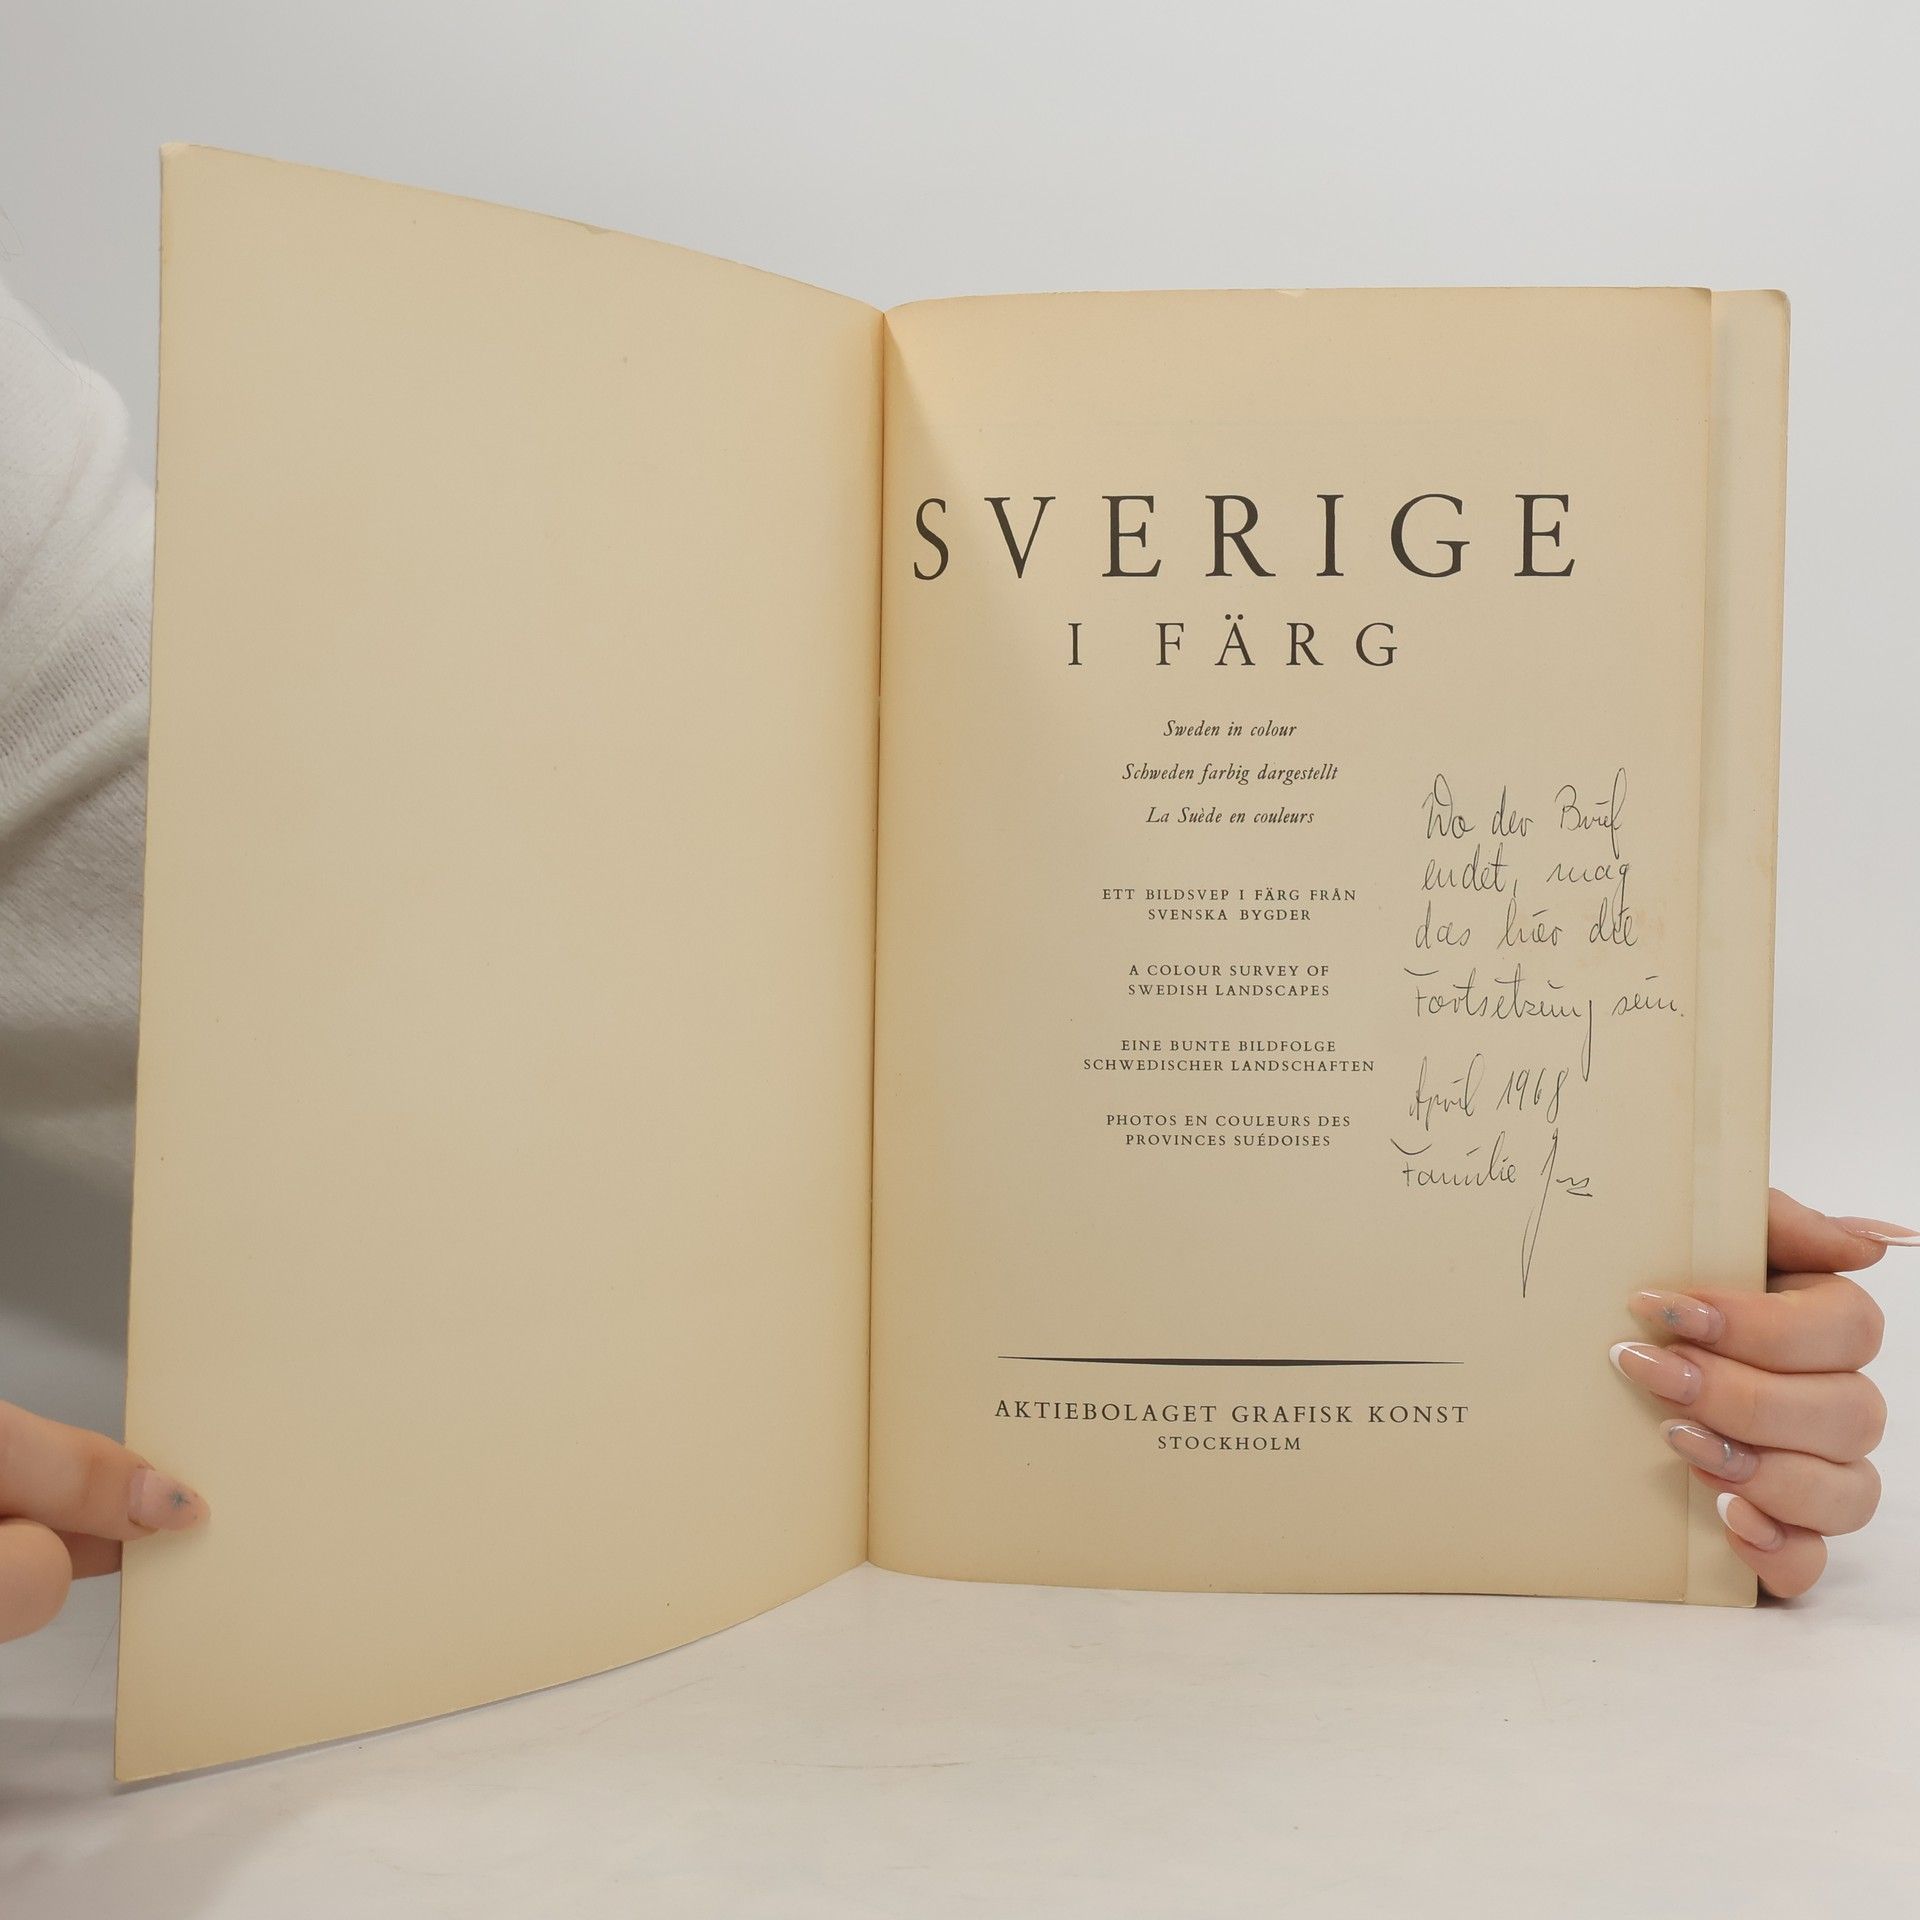 SVERIGE
I FÄRG
Sweden in colour
Schweden farbig dargestellt
La Suède en couleurs
ETT BILDSVEP I FÄRG FRÅN
SVENSKA BYGDER
A COLOUR SURVEY OF
SWEDISH LANDSCAPES
EINE BUNTE BILDFOLGE
SCHWEDISCHER LANDSCHAFTEN
PHOTOS EN COULEURS DES
PROVINCES SUÉDOISES
Wo der Brief
endet, mag
das hier die
Fortsetzung sein.
April 1968
Familie
AKTIEBOLAGET GRAFISK KONST
STOCKHOLM